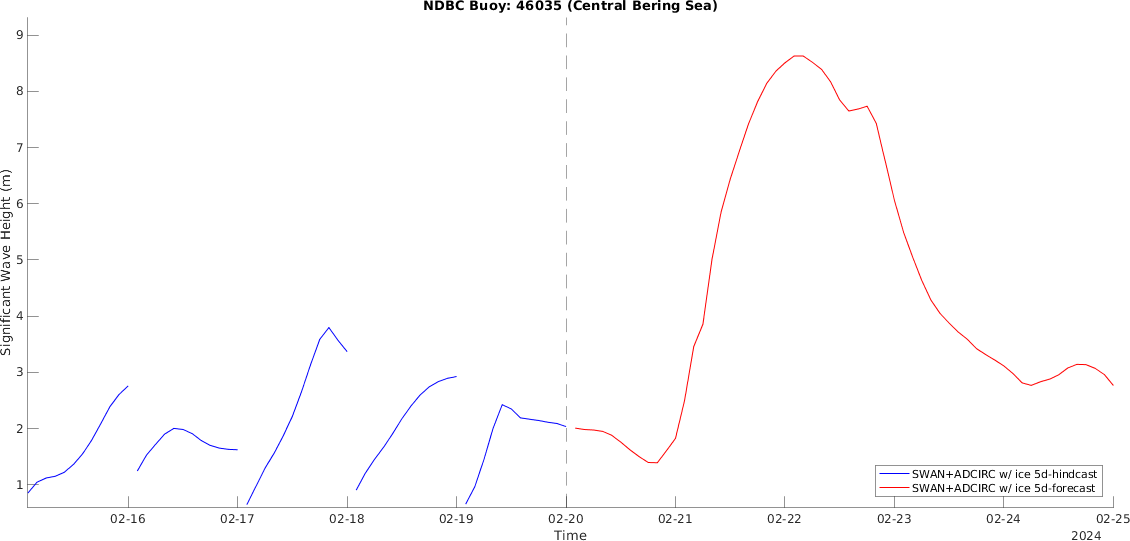 NDBC Buoy: 46035 (Central Bering Sea)
9
8
7
6
5
4
3
2
1
Significant Wave Height (m)
SWAN+ADCIRC w/ ice 5d-hindcast
SWAN+ADCIRC w/ ice 5d-forecast
02-16 02-17 02-18 02-19 02-20 02-21 02-22 02-23 02-24 02-25
Time
2024